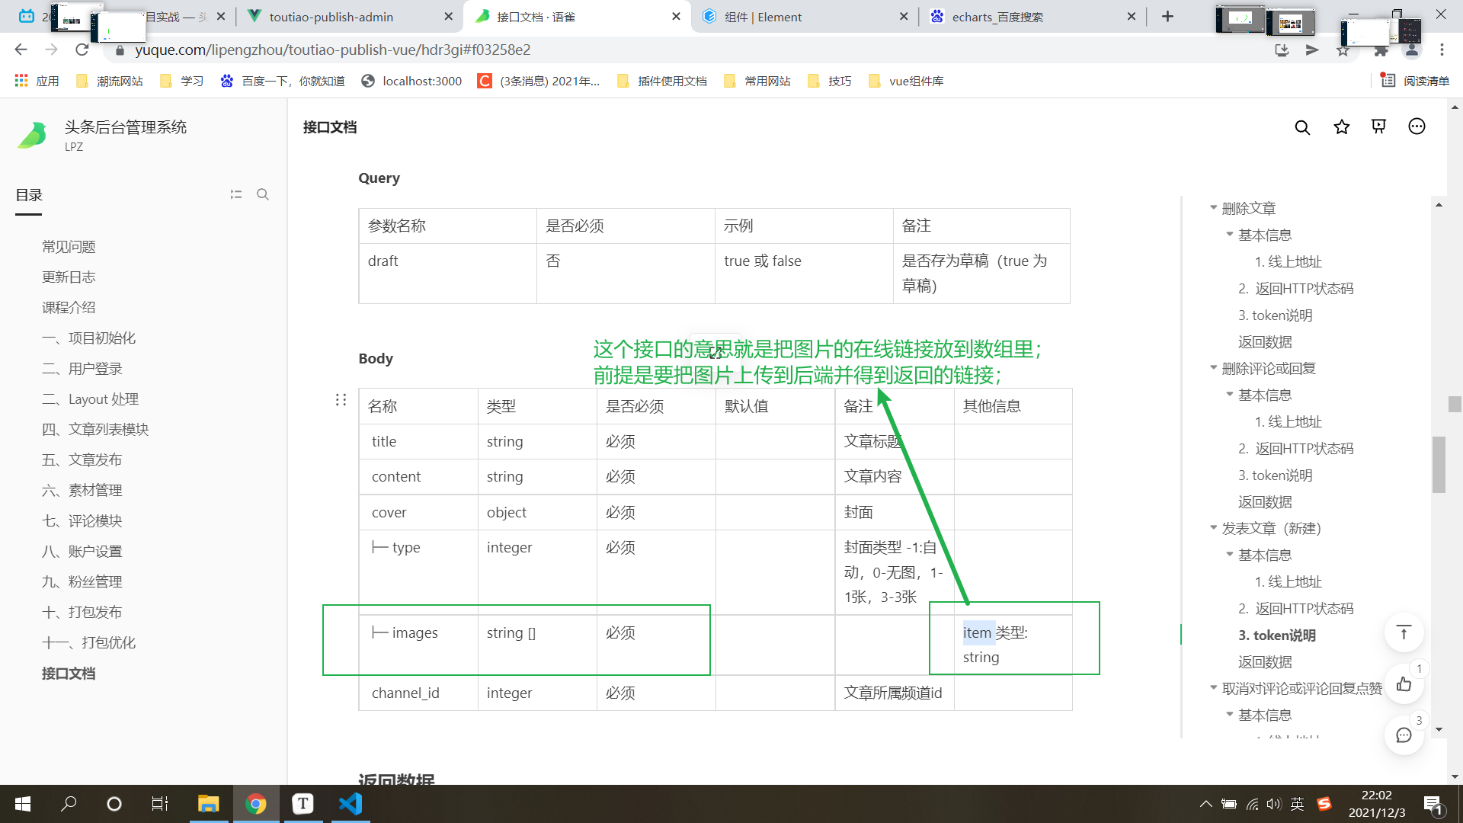 目实战 — 头
toutiao-publish-admin
接口文档 · 语雀
组件 | Element
echarts_百度搜索
yuque.com/lipengzhou/toutiao-publish-vue/hdr3gi#f03258e2
应用
潮流网站
学习
百度一下，你就知道
localhost:3000
(3条消息) 2021年...
插件使用文档
常用网站
技巧
vue组件库
阅读清单
头条后台管理系统
LPZ
目录
常见问题
更新日志
课程介绍
一、项目初始化
二、用户登录
二、Layout 处理
四、文章列表模块
五、文章发布
六、素材管理
七、评论模块
八、账户设置
九、粉丝管理
十、打包发布
十一、打包优化
接口文档
接口文档
Query
参数名称 是否必须 示例 备注
draft 否 true 或 false 是否存为草稿（true 为
草稿）
这个接口的意思就是把图片的在线链接放到数组里；
前提是要把图片上传到后端并得到返回的链接；
Body
名称 类型 是否必须 默认值 备注 其他信息
title string 必须 文章标题
content string 必须 文章内容
cover object 必须 封面
├─ type integer 必须 封面类型 -1:自
动，0-无图，1-
1张，3-3张
├─ images string [] 必须 item 类型:
string
channel_id integer 必须 文章所属频道id
返回数据
删除文章
基本信息
1. 线上地址
2. 返回HTTP状态码
3. token说明
返回数据
删除评论或回复
基本信息
1. 线上地址
2. 返回HTTP状态码
3. token说明
返回数据
发表文章（新建）
基本信息
1. 线上地址
2. 返回HTTP状态码
3. token说明
返回数据
取消对评论或评论回复点赞
基本信息
1
3
英
22:02
2021/12/3
1